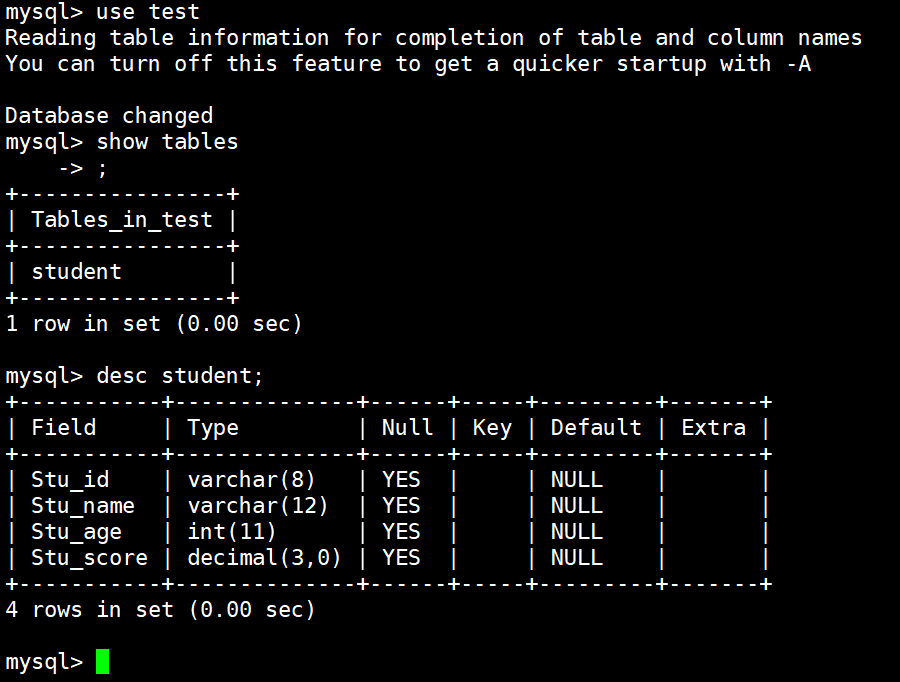 mysql> use test
Reading table information for completion of table and column names
You can turn off this feature to get a quicker startup with -A

Database changed
mysql> show tables
    -> ;
+----------------+
| Tables_in_test |
+----------------+
| student        |
+----------------+
1 row in set (0.00 sec)

mysql> desc student;
+-----------+--------------+------+-----+---------+-------+
| Field     | Type         | Null | Key | Default | Extra |
+-----------+--------------+------+-----+---------+-------+
| Stu_id    | varchar(8)   | YES  |     | NULL    |       |
| Stu_name  | varchar(12)  | YES  |     | NULL    |       |
| Stu_age   | int(11)      | YES  |     | NULL    |       |
| Stu_score | decimal(3,0) | YES  |     | NULL    |       |
+-----------+--------------+------+-----+---------+-------+
4 rows in set (0.00 sec)

mysql>